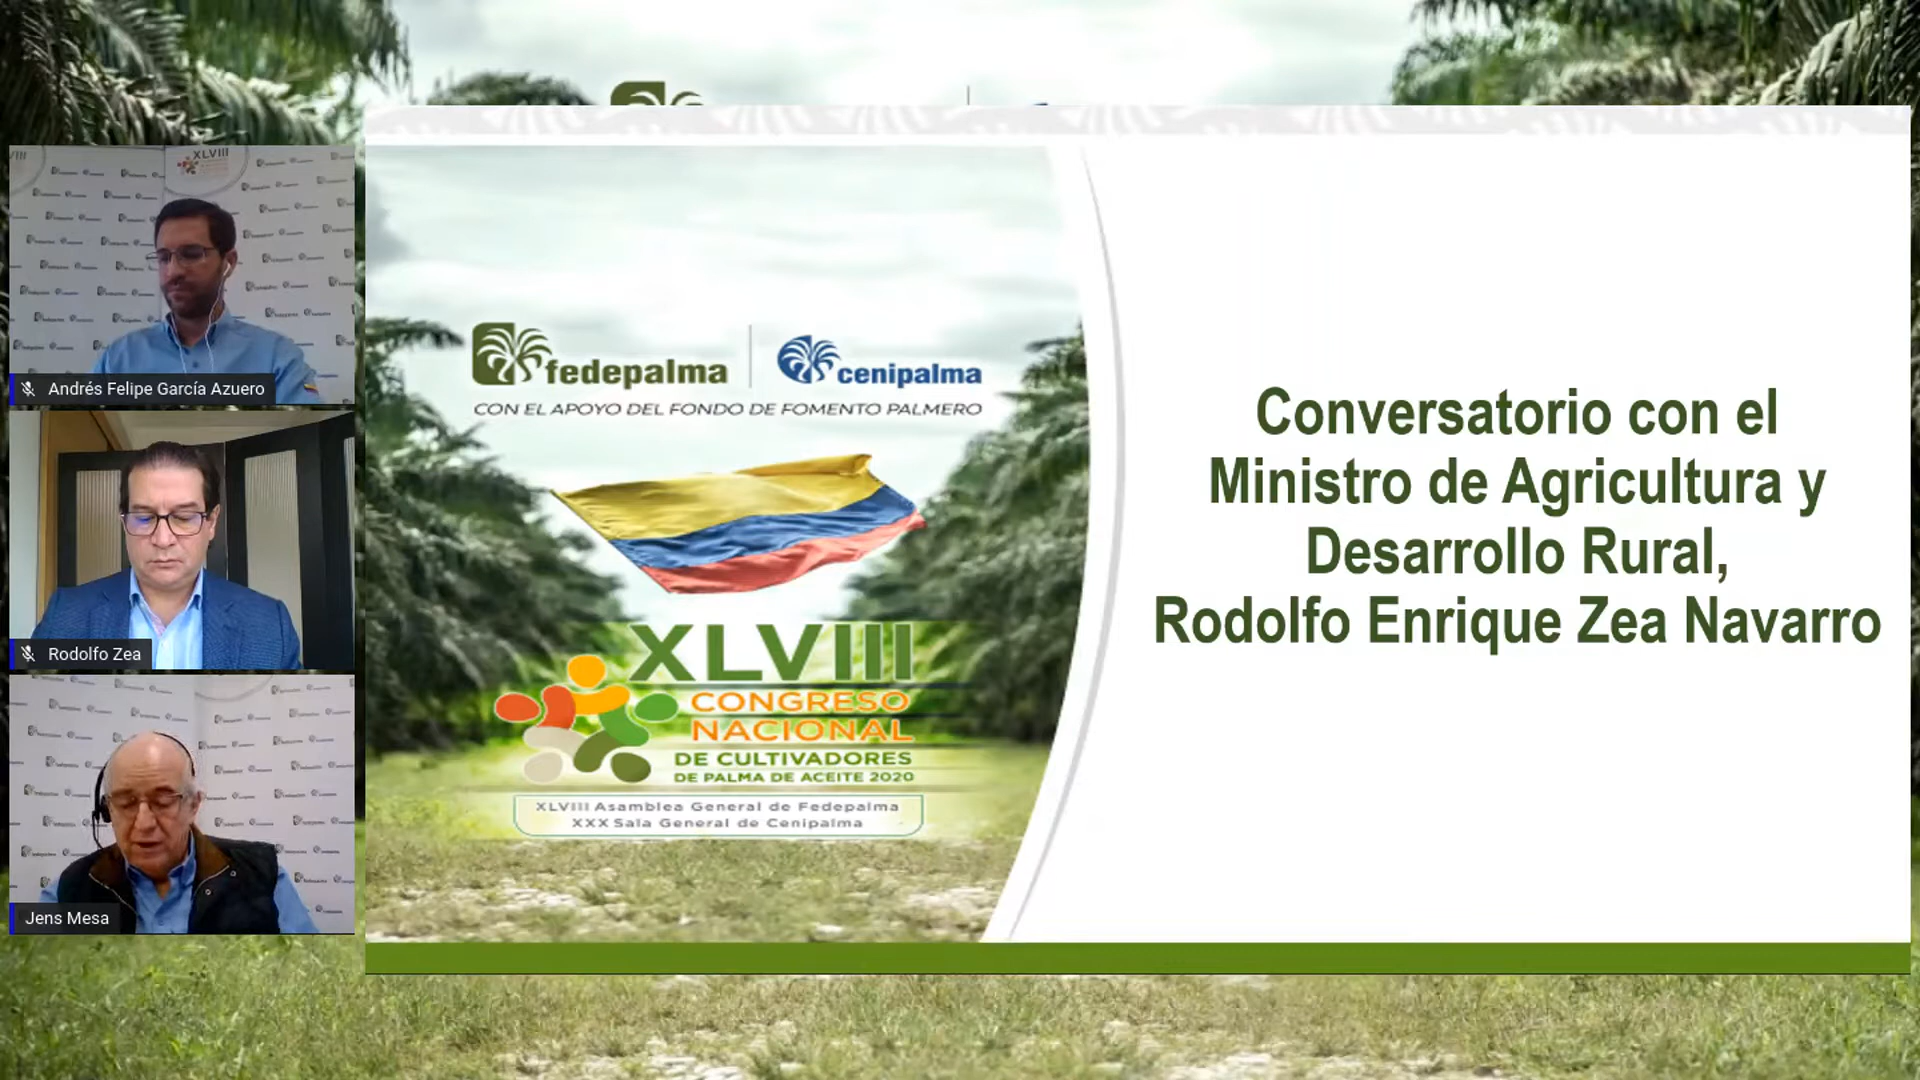 XLVIII
Andrés Felipe García Azuero
Rodolfo Zea
Jens Mesa
fedepalma
cenipalma
CON EL APOYO DEL FONDO DE FOMENTO PALMERO
XLVIII
CONGRESO
NACIONAL
DE CULTIVADORES
DE PALMA DE ACEITE 2020
XLVIII Asamblea General de Fedepalma
XXX Sala General de Cenipalma
Conversatorio con el
Ministro de Agricultura y
Desarrollo Rural,
Rodolfo Enrique Zea Navarro